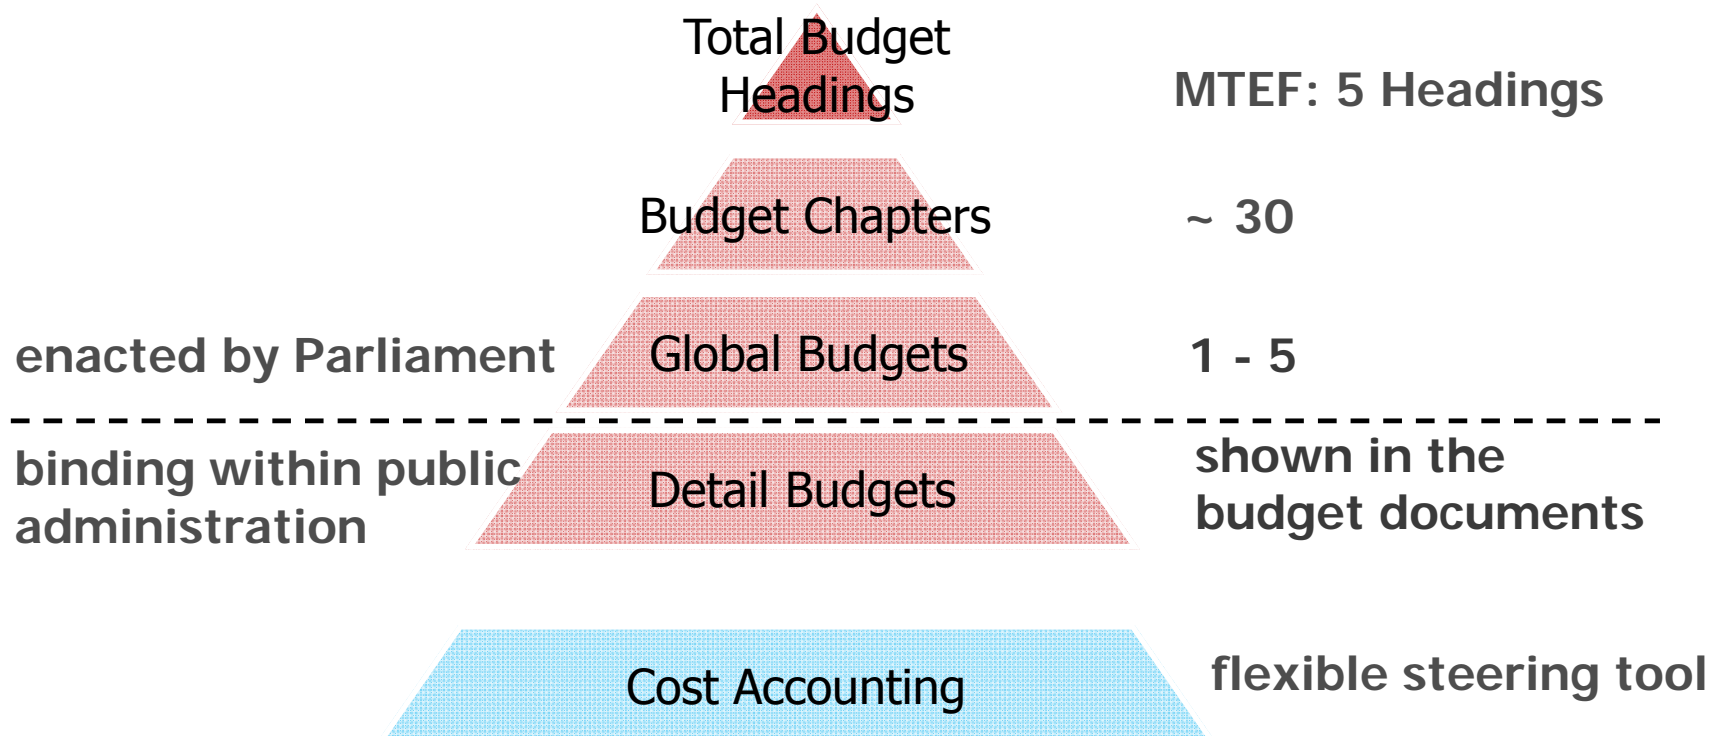 Total Budget
Headings
MTEF: 5 Headings
Budget Chapters
~ 30
enacted by Parliament
Global Budgets
1 - 5
binding within public
administration
Detail Budgets
shown in the
budget documents
Cost Accounting
flexible steering tool